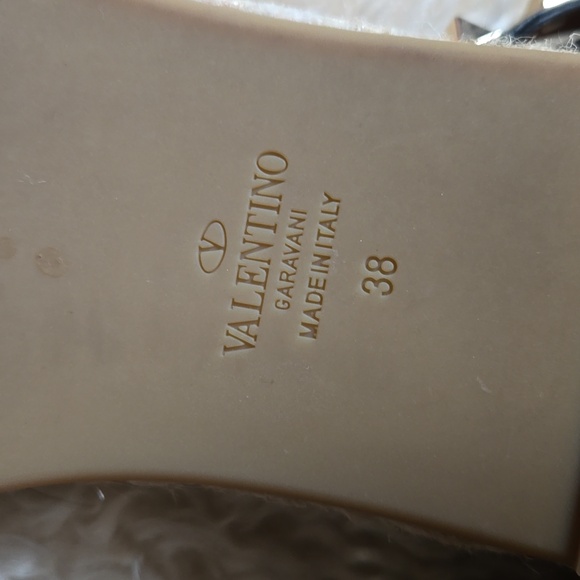 VALENTINO
GARAVANI
MADE IN ITALY
38